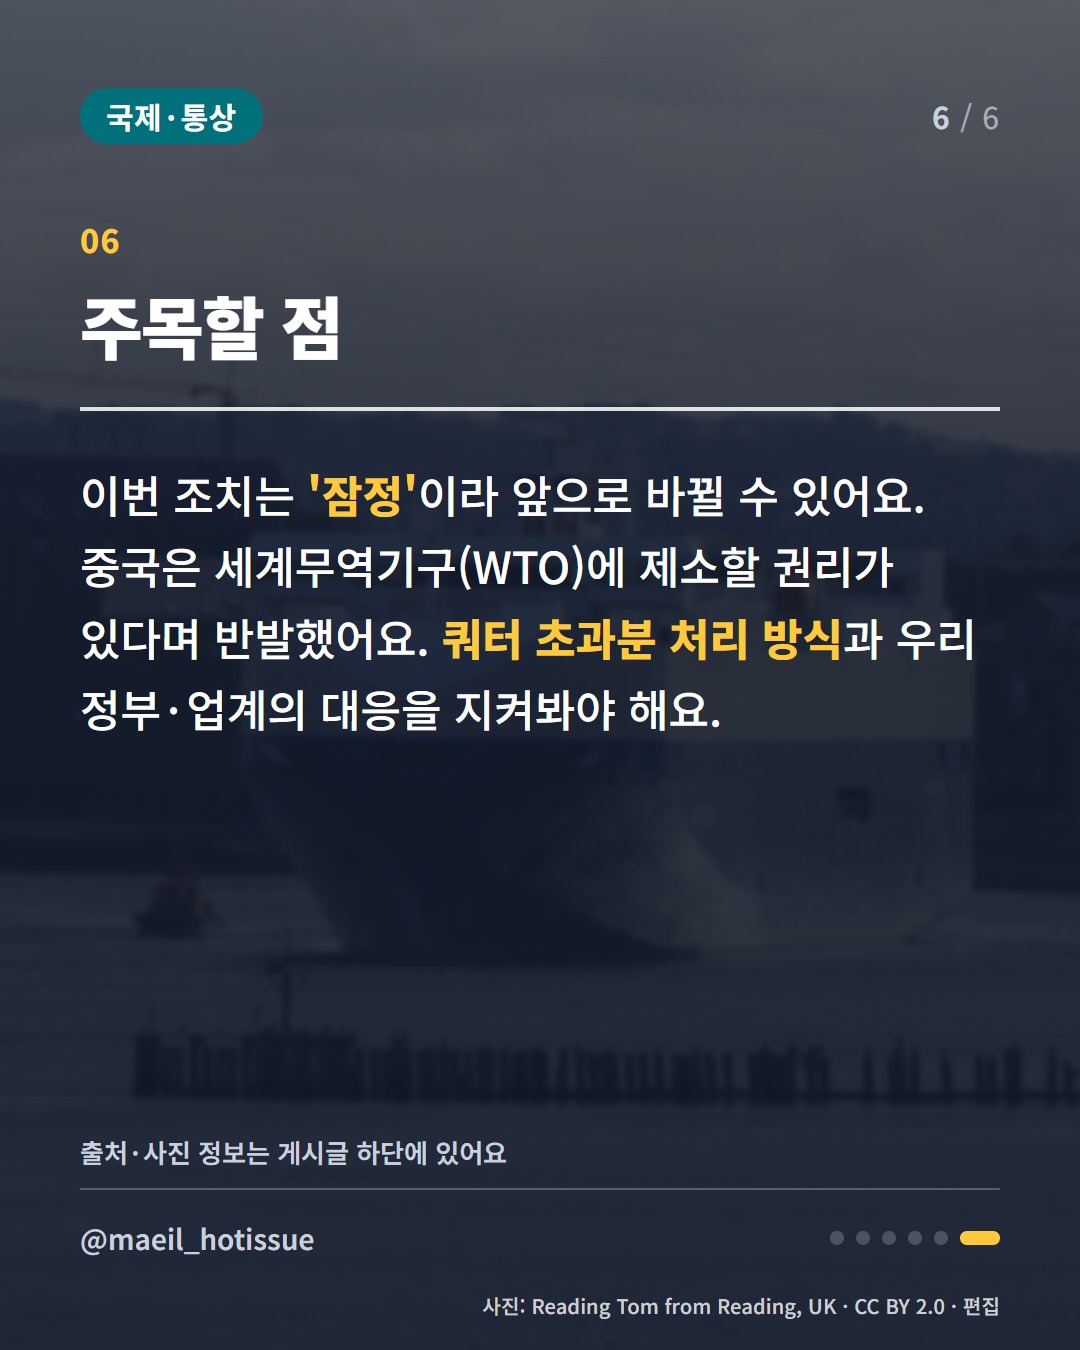 국제·통상
6 / 6
06
주목할 점
이번 조치는 '잠정'이라 앞으로 바뀔 수 있어요.
중국은 세계무역기구(WTO)에 제소할 권리가
있다며 반발했어요. 쿼터 초과분 처리 방식과 우리
정부·업계의 대응을 지켜봐야 해요.
출처·사진 정보는 게시글 하단에 있어요
@maeil_hotissue
사진: Reading Tom from Reading, UK · CC BY 2.0 · 편집